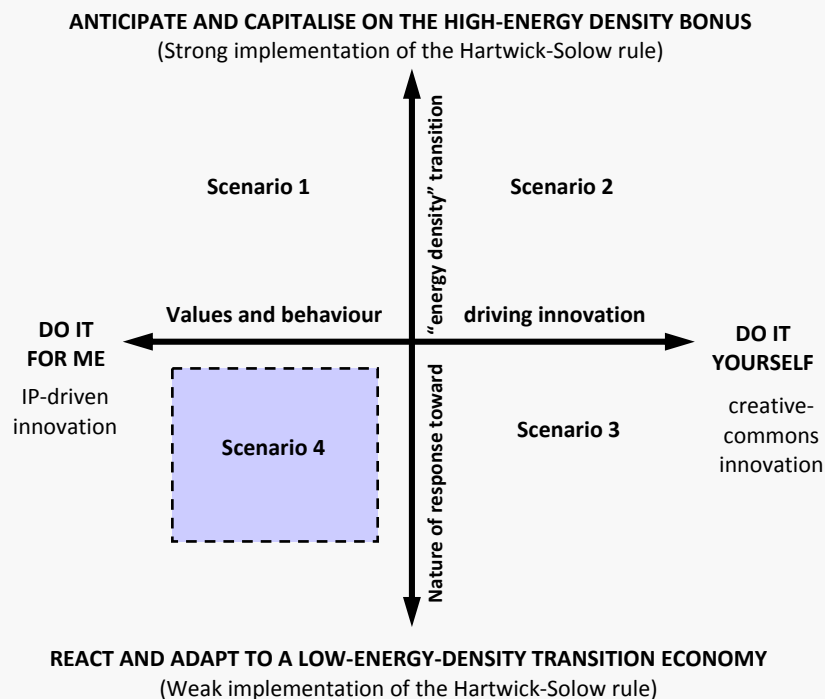 ANTICIPATE AND CAPITALISE ON THE HIGH-ENERGY DENSITY BONUS
(Strong implementation of the Hartwick-Solow rule)
Scenario 1
Scenario 2
Values and behaviour
driving innovation
Nature of response toward "energy density" transition
DO IT
FOR ME
IP-driven
innovation
DO IT
YOURSELF
creative-
commons
innovation
Scenario 4
Scenario 3
REACT AND ADAPT TO A LOW-ENERGY-DENSITY TRANSITION ECONOMY
(Weak implementation of the Hartwick-Solow rule)